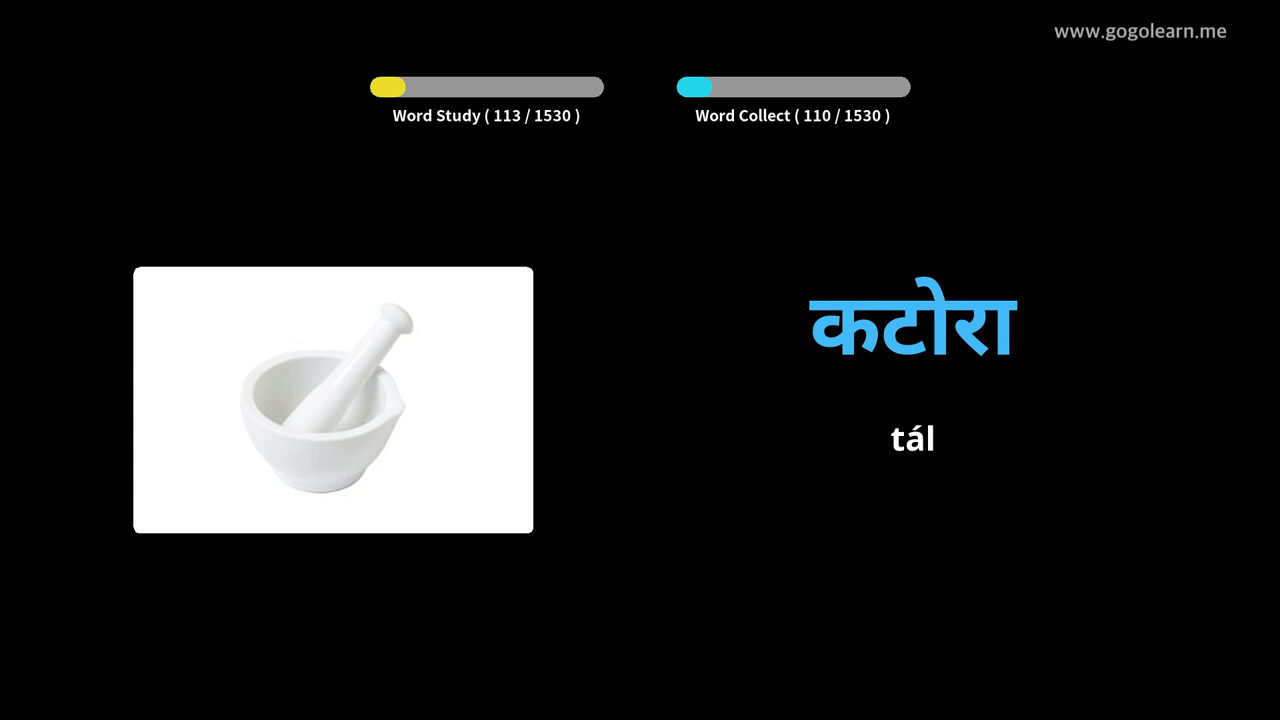 www.gogolearn.me
Word Study ( 113 / 1530 )
Word Collect ( 110 / 1530 )
कटोरा
tál